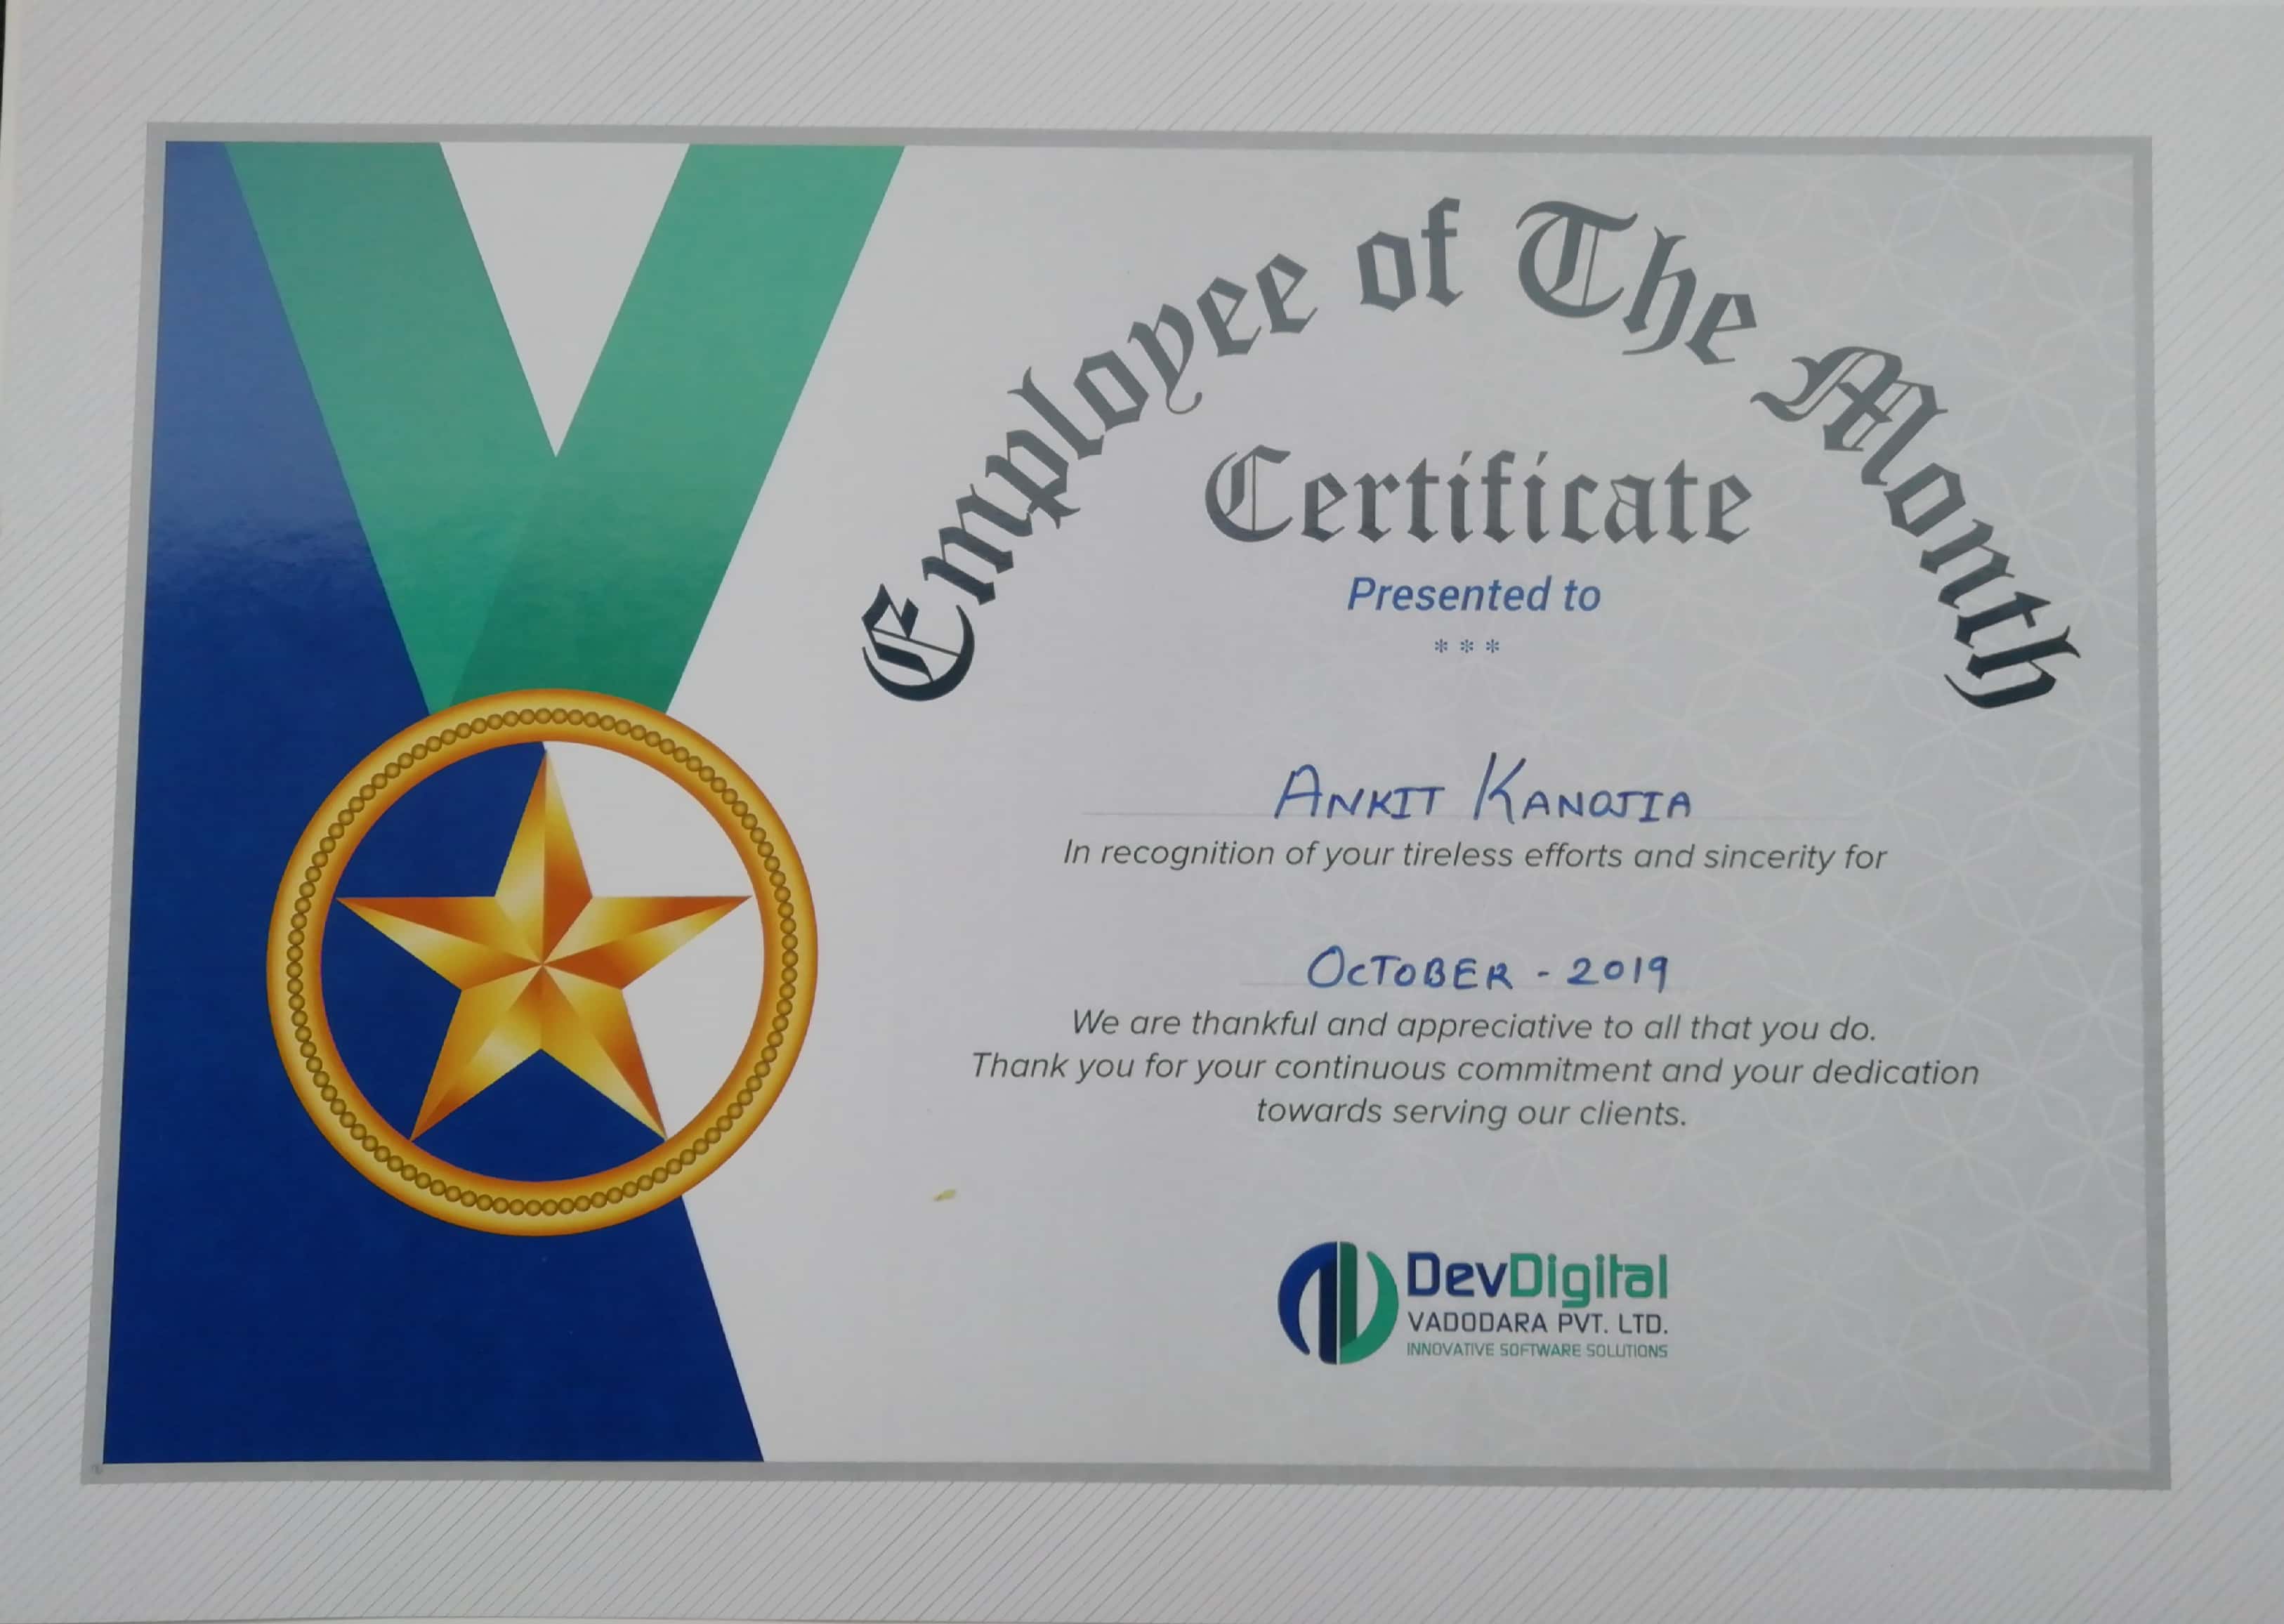 Employee of The Month
Certificate
Presented to
* * *
ANKIT KANOJIA
In recognition of your tireless efforts and sincerity for
OCTOBER - 2019
We are thankful and appreciative to all that you do.
Thank you for your continuous commitment and your dedication
towards serving our clients.
DevDigital
VADODARA PVT. LTD.
INNOVATIVE SOFTWARE SOLUTIONS